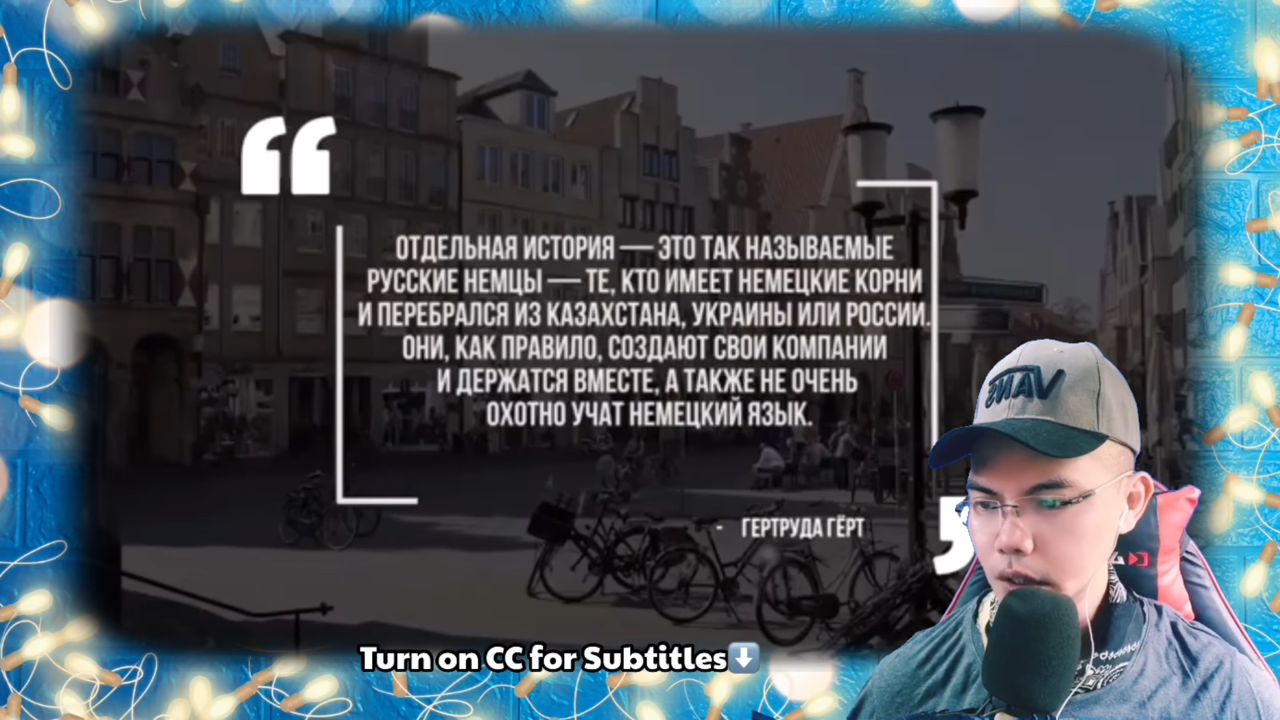 “
ОТДЕЛЬНАЯ ИСТОРИЯ — ЭТО ТАК НАЗЫВАЕМЫЕ
РУССКИЕ НЕМЦЫ — ТЕ, КТО ИМЕЕТ НЕМЕЦКИЕ КОРНИ
И ПЕРЕБРАЛСЯ ИЗ КАЗАХСТАНА, УКРАИНЫ ИЛИ РОССИИ.
ОНИ, КАК ПРАВИЛО, СОЗДАЮТ СВОИ КОМПАНИИ
И ДЕРЖАТСЯ ВМЕСТЕ, А ТАКЖЕ НЕ ОЧЕНЬ
ОХОТНО УЧАТ НЕМЕЦКИЙ ЯЗЫК.
- ГЕРТРУДА ГЁРТ
”
VANS
Turn on CC for Subtitles⬇️